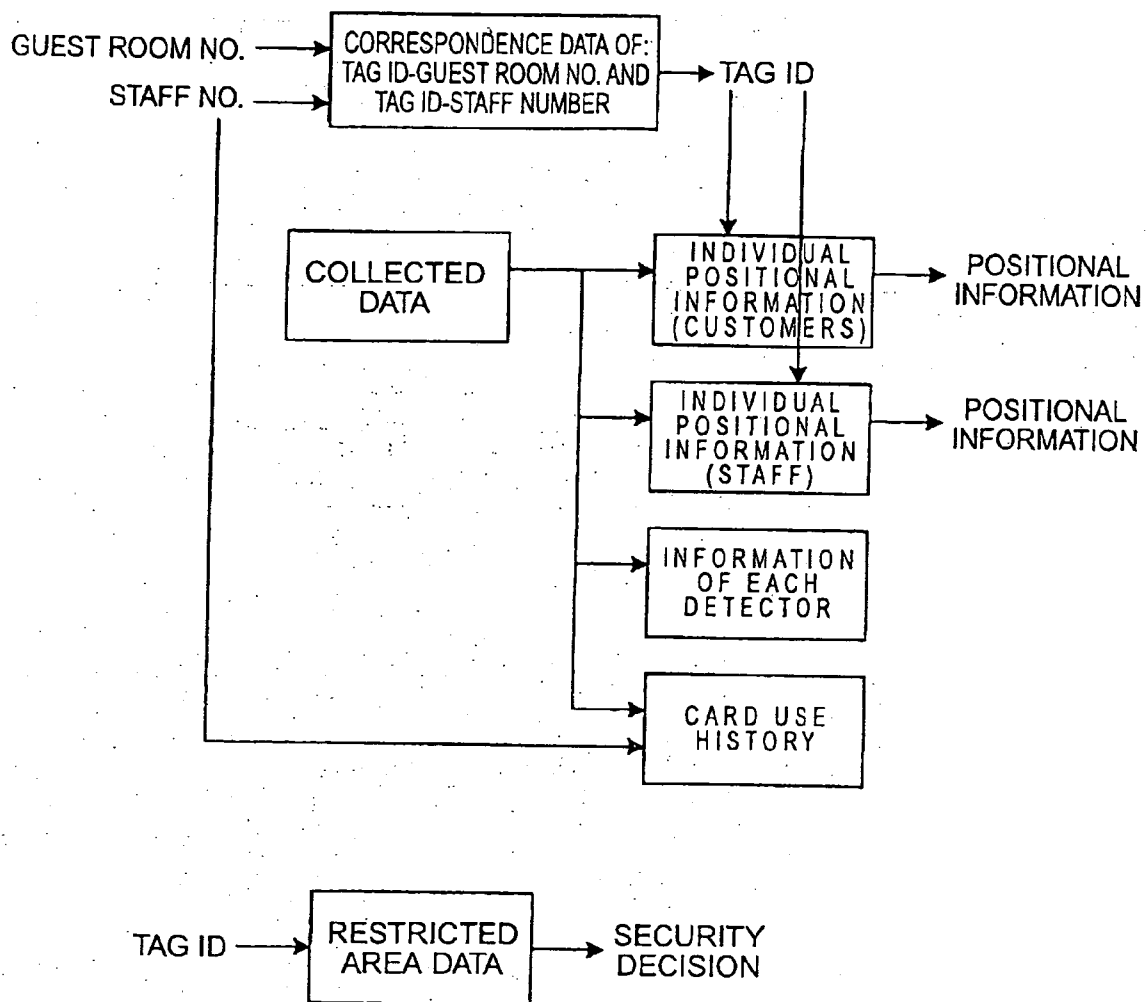 GUEST ROOM NO.
STAFF NO.
CORRESPONDENCE DATA OF:
TAG ID-GUEST ROOM NO. AND
TAG ID-STAFF NUMBER
TAG ID
COLLECTED
DATA
INDIVIDUAL
POSITIONAL
INFORMATION
(CUSTOMERS)
POSITIONAL
INFORMATION
INDIVIDUAL
POSITIONAL
INFORMATION
(STAFF)
POSITIONAL
INFORMATION
INFORMATION
OF EACH
DETECTOR
CARD USE
HISTORY
TAG ID
RESTRICTED
AREA DATA
SECURITY
DECISION